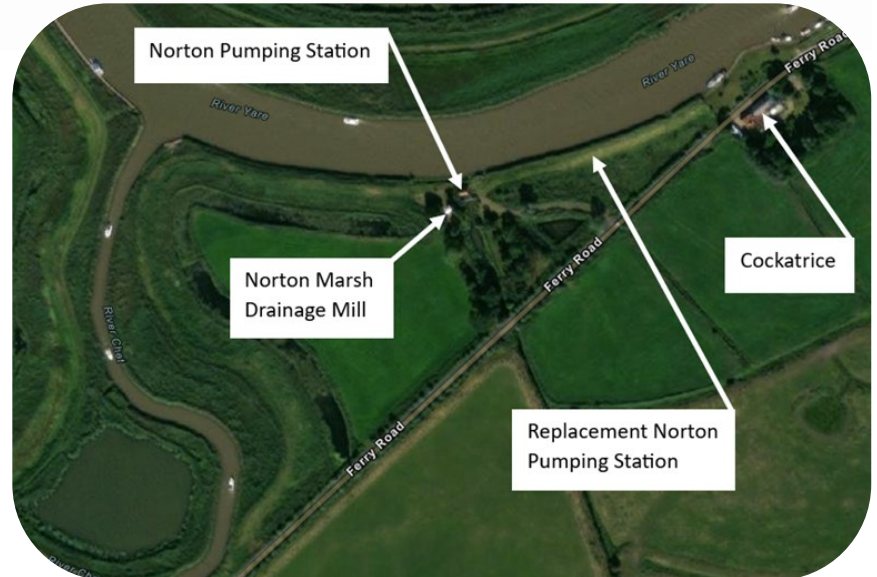 Norton Pumping Station
River Yare
River Yare
Ferry Road
Cockatrice
Norton Marsh
Drainage Mill
Ferry Road
River Chet
Replacement Norton
Pumping Station
Ferry Road